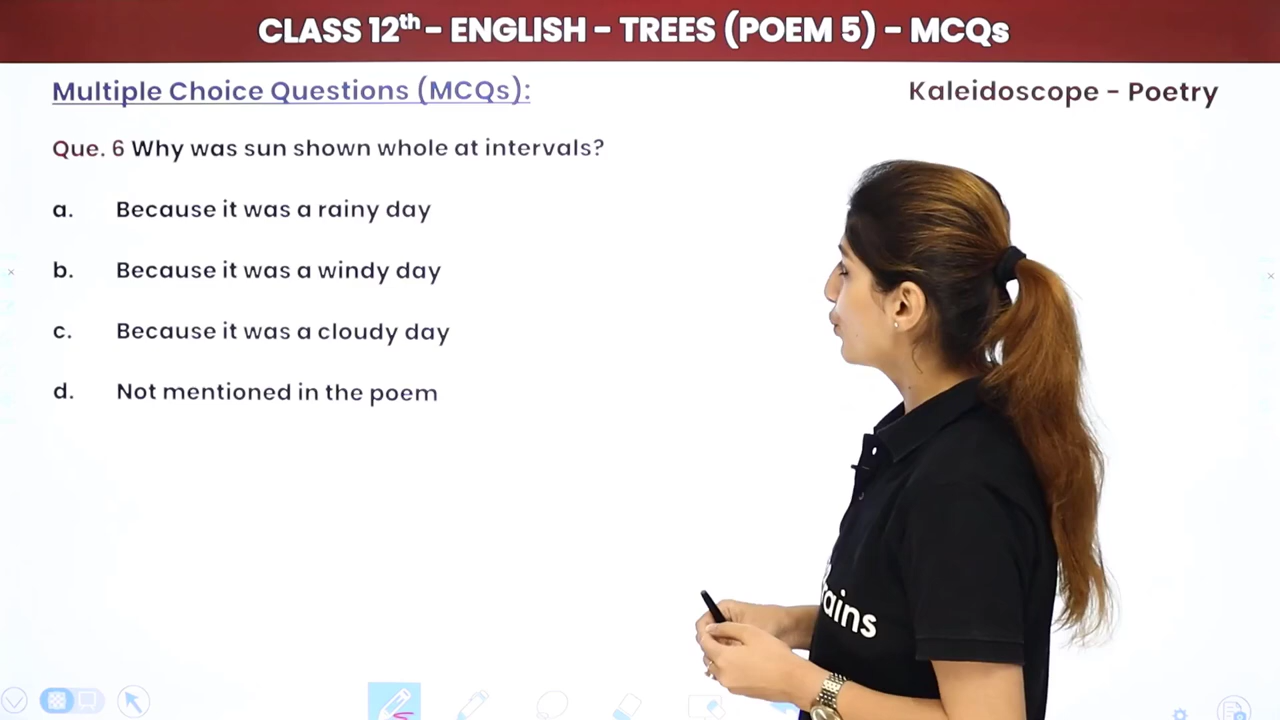 CLASS 12th - ENGLISH - TREES (POEM 5) - MCQs
Multiple Choice Questions (MCQs):
Kaleidoscope - Poetry
Que. 6 Why was sun shown whole at intervals?
a. Because it was a rainy day
b. Because it was a windy day
c. Because it was a cloudy day
d. Not mentioned in the poem